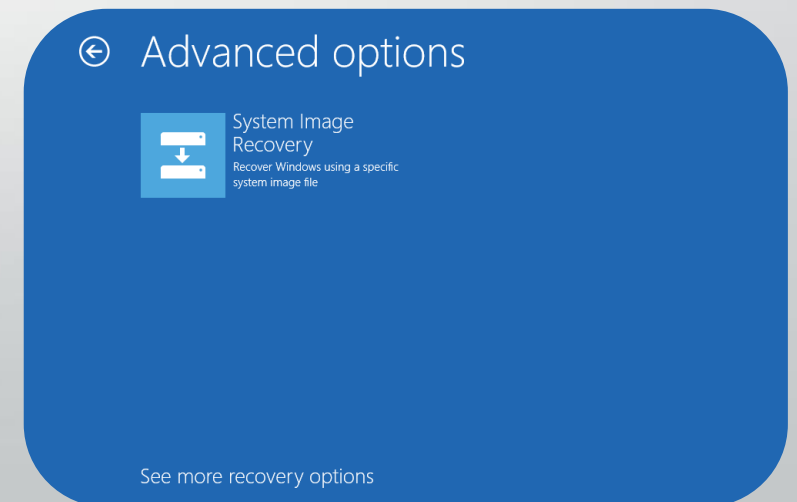 Advanced options
System Image
Recovery
Recover Windows using a specific
system image file
See more recovery options